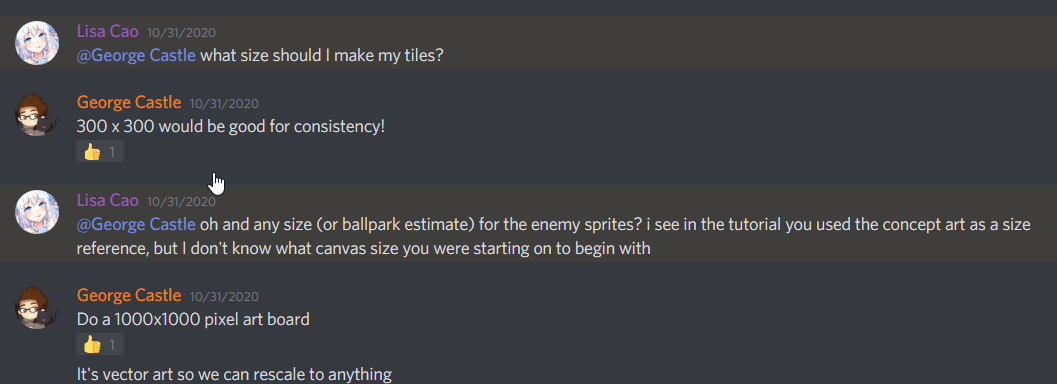 Lisa Cao 10/31/2020
@George Castle what size should I make my tiles?
George Castle 10/31/2020
300 x 300 would be good for consistency!
1
Lisa Cao 10/31/2020
@George Castle oh and any size (or ballpark estimate) for the enemy sprites? i see in the tutorial you used the concept art as a size
reference, but I don't know what canvas size you were starting on to begin with
George Castle 10/31/2020
Do a 1000x1000 pixel art board
1
It's vector art so we can rescale to anything